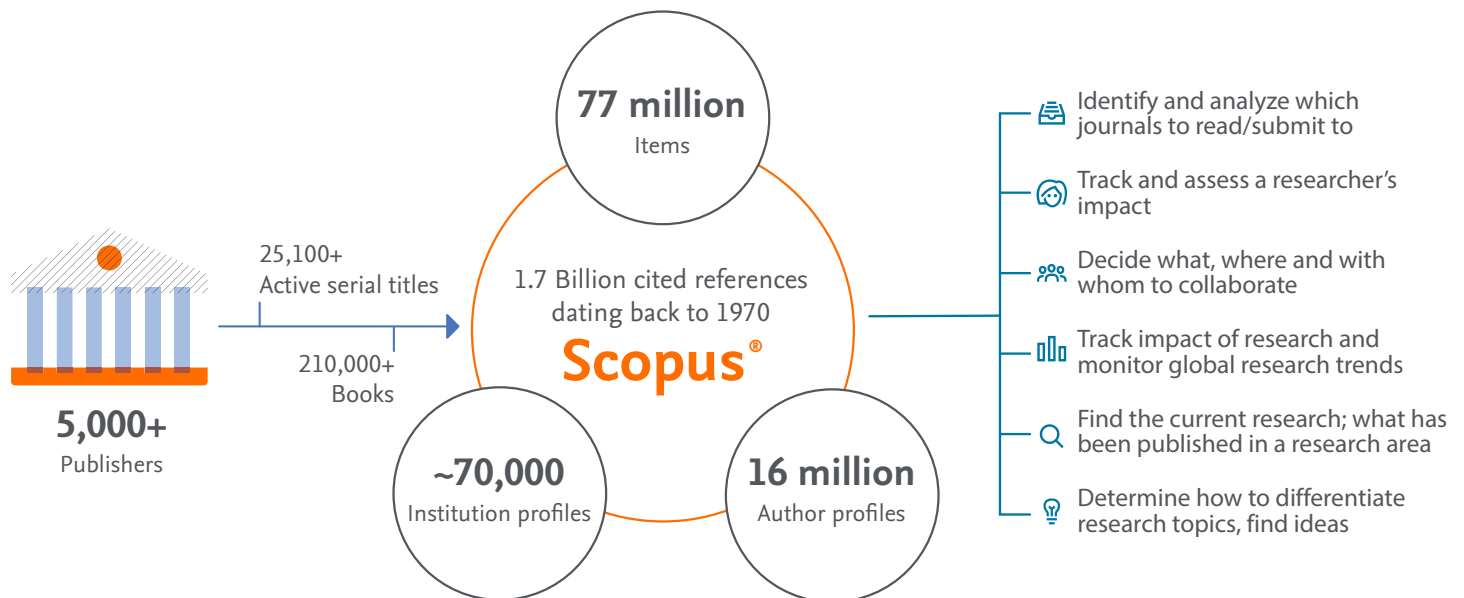 5,000+
Publishers
25,100+
Active serial titles
210,000+
Books
77 million
Items
1.7 Billion cited references
dating back to 1970
Scopus®
~70,000
Institution profiles
16 million
Author profiles
Identify and analyze which
journals to read/submit to
Track and assess a researcher’s
impact
Decide what, where and with
whom to collaborate
Track impact of research and
monitor global research trends
Find the current research; what has
been published in a research area
Determine how to differentiate
research topics, find ideas